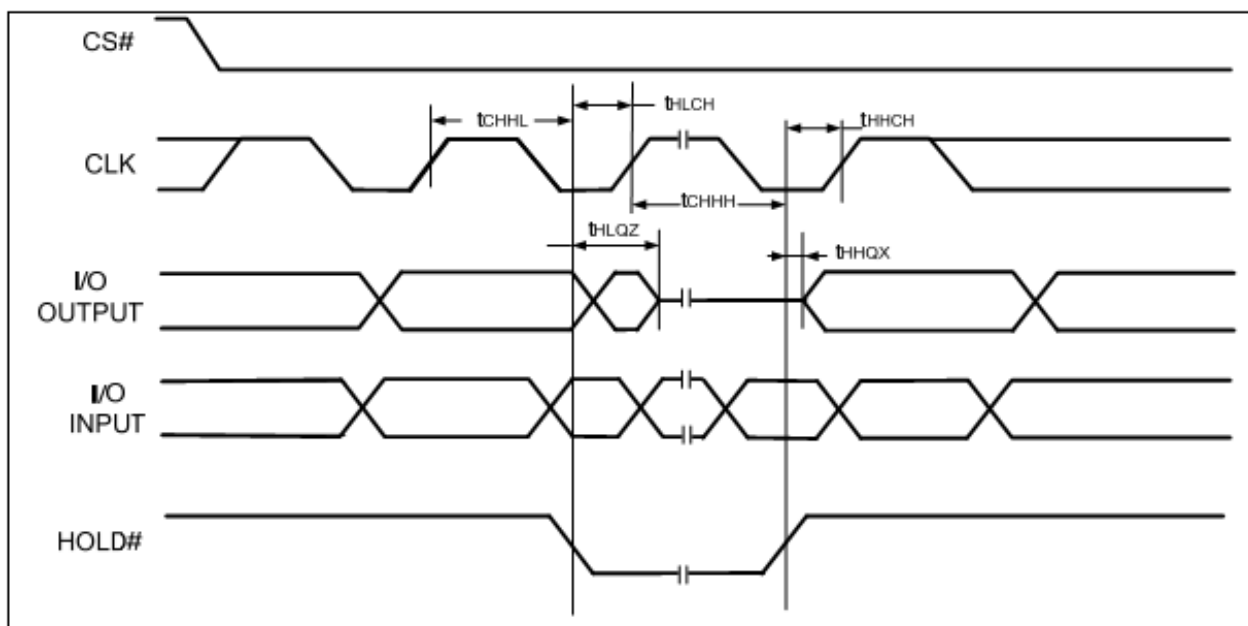 CS#
tHLCH
tCHHL
tHHCH
CLK
tCHHH
tHLQZ
tHHQX
I/O
OUTPUT
I/O
INPUT
HOLD#